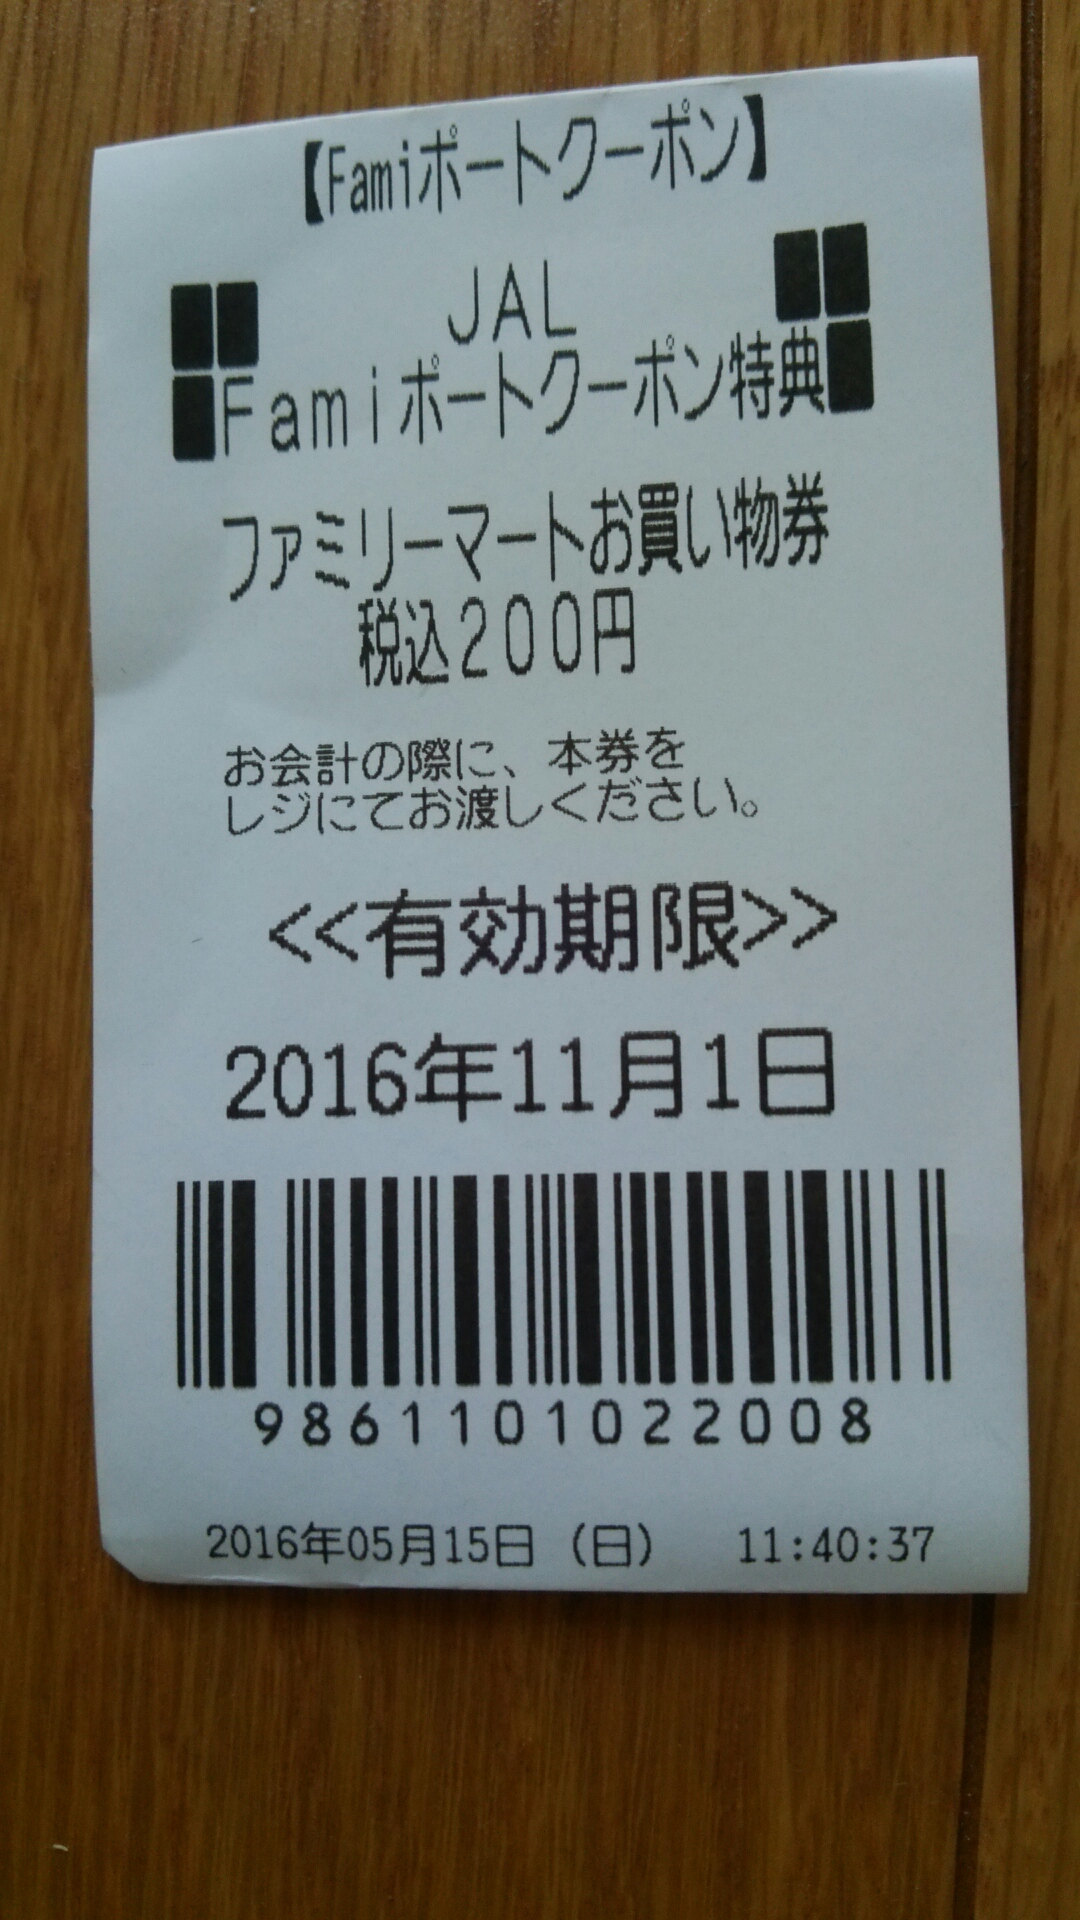 【Famiポートクーポン】
JAL
Famiポートクーポン特典
ファミリーマートお買い物券
税込200円
お会計の際に、本券を
レジにてお渡しください。
<<有効期限>>
2016年11月1日
9861101022008
2016年05月15日（日） 11:40:37